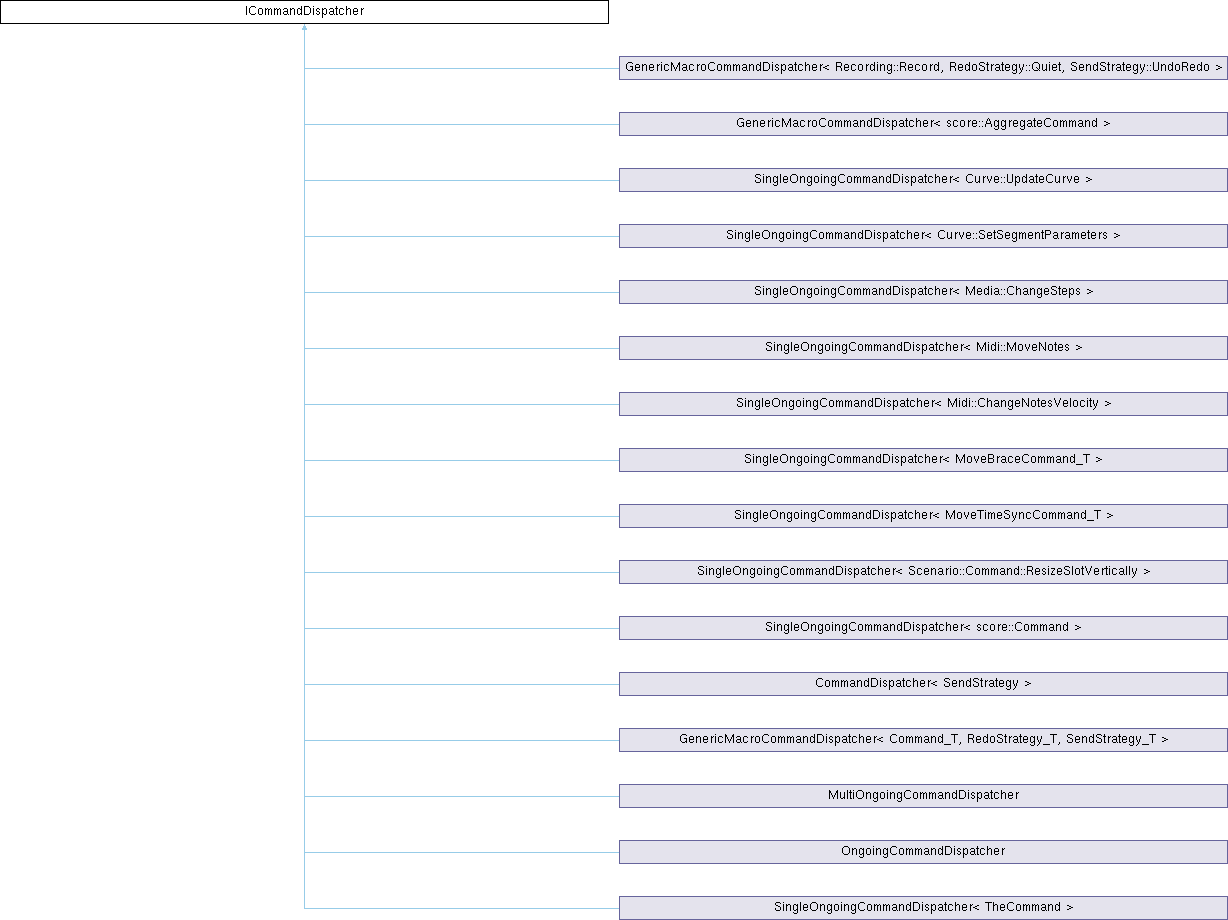 ICommandDispatcher
GenericMacroCommandDispatcher< Recording::Record, RedoStrategy::Quiet, SendStrategy::UndoRedo >
GenericMacroCommandDispatcher< score::AggregateCommand >
SingleOngoingCommandDispatcher< Curve::UpdateCurve >
SingleOngoingCommandDispatcher< Curve::SetSegmentParameters >
SingleOngoingCommandDispatcher< Media::ChangeSteps >
SingleOngoingCommandDispatcher< Midi::MoveNotes >
SingleOngoingCommandDispatcher< Midi::ChangeNotesVelocity >
SingleOngoingCommandDispatcher< MoveBraceCommand_T >
SingleOngoingCommandDispatcher< MoveTimeSyncCommand_T >
SingleOngoingCommandDispatcher< Scenario::Command::ResizeSlotVertically >
SingleOngoingCommandDispatcher< score::Command >
CommandDispatcher< SendStrategy >
GenericMacroCommandDispatcher< Command_T, RedoStrategy_T, SendStrategy_T >
MultiOngoingCommandDispatcher
OngoingCommandDispatcher
SingleOngoingCommandDispatcher< TheCommand >